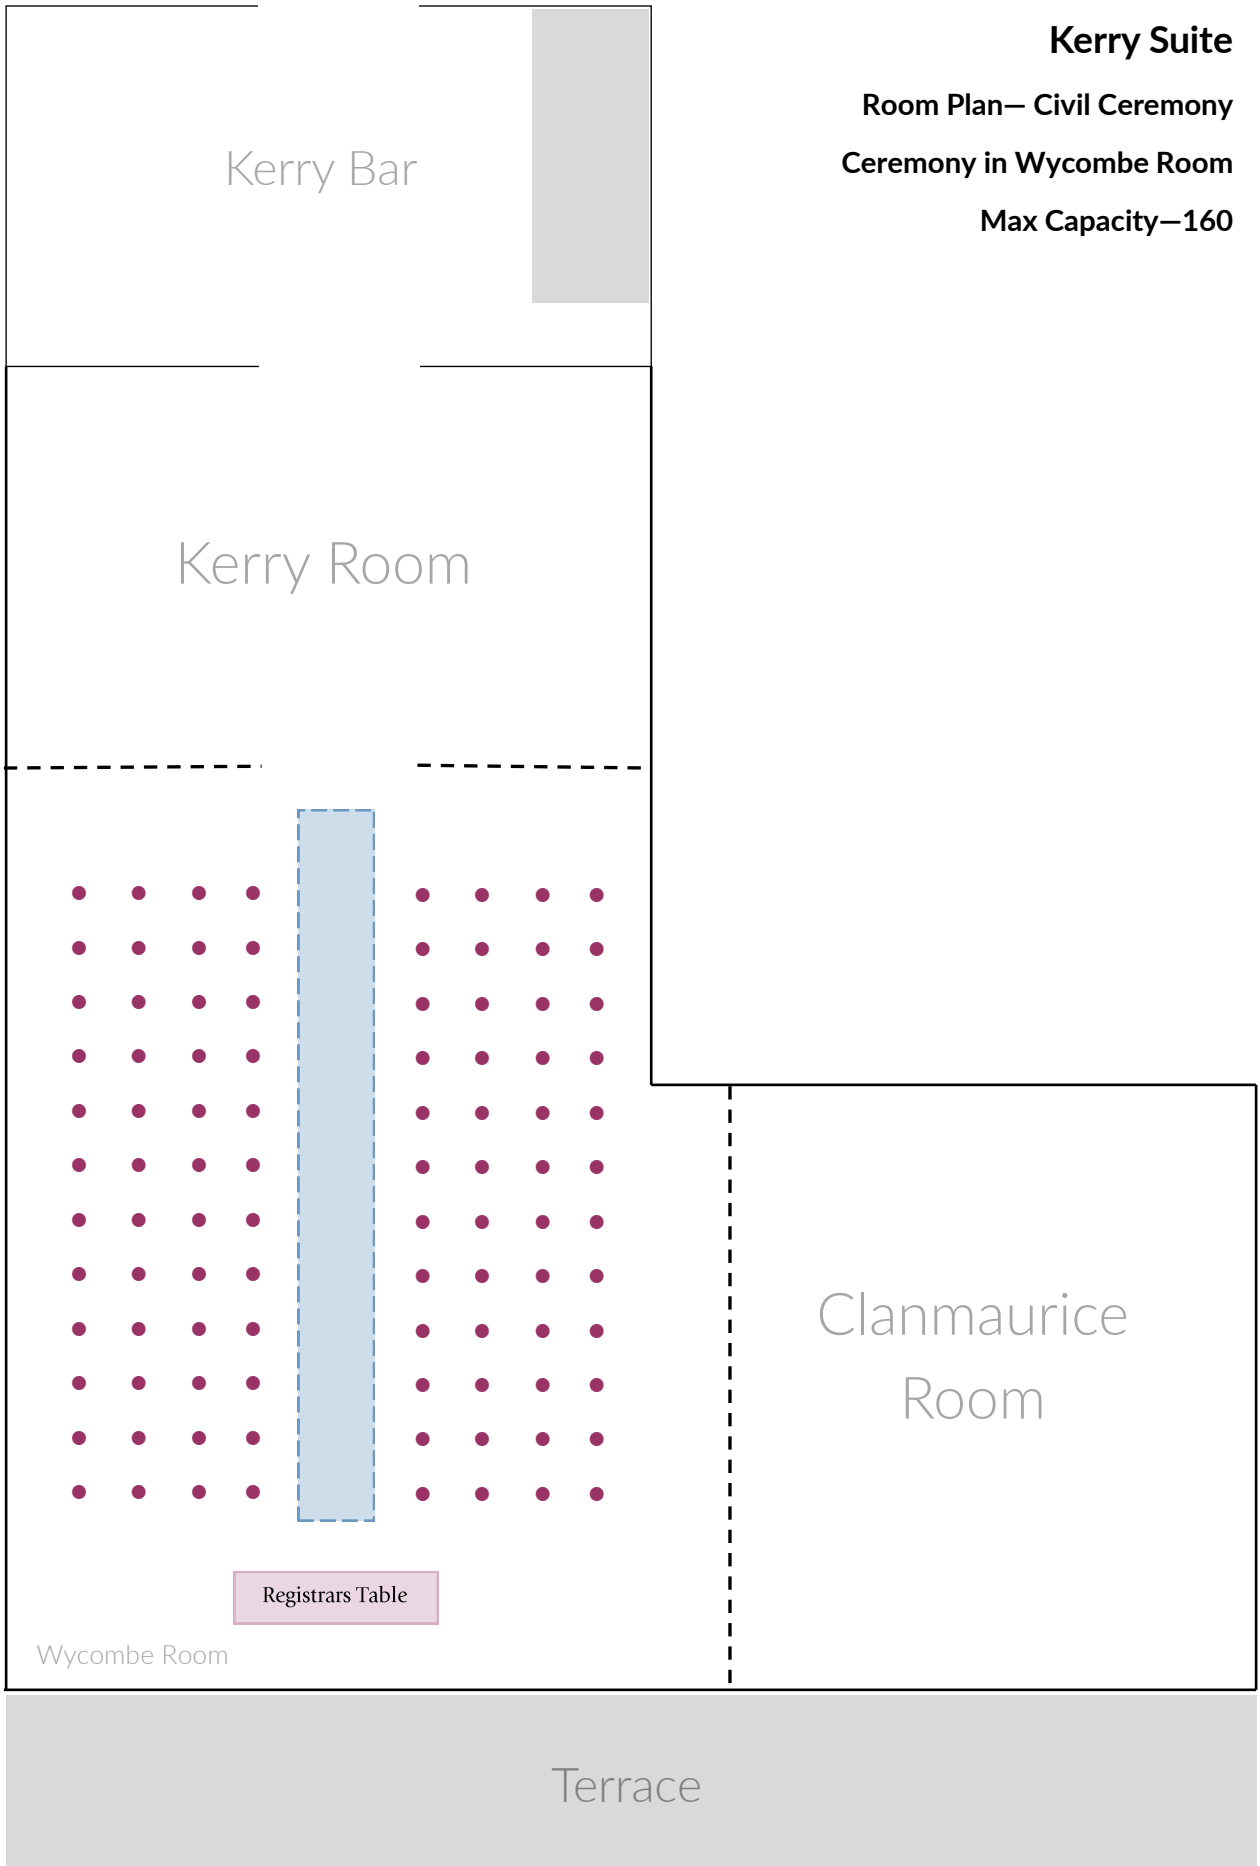 Kerry Suite
Room Plan— Civil Ceremony
Ceremony in Wycombe Room
Max Capacity—160
Kerry Bar
Kerry Room
Clanmaurice
Room
Registrars Table
Wycombe Room
Terrace